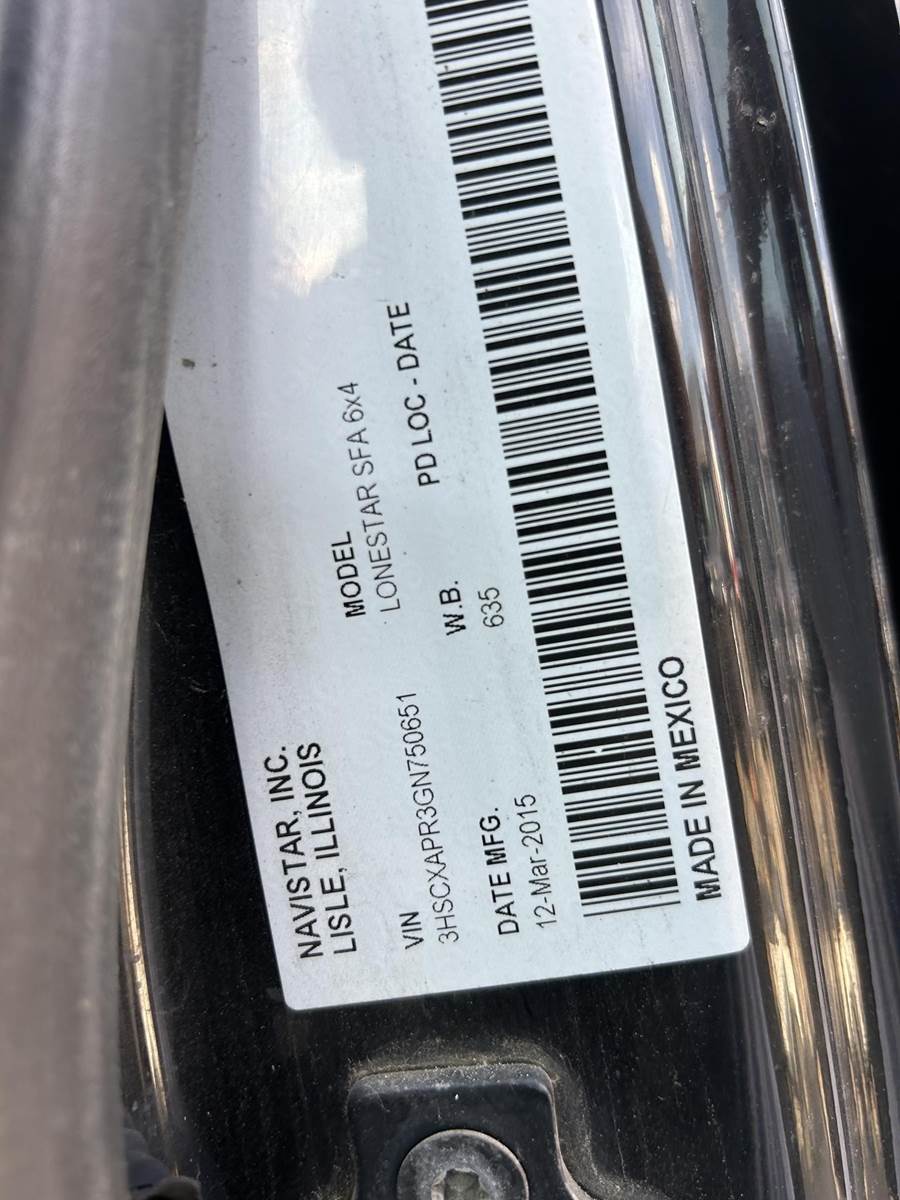 NAVISTAR, INC.
LISLE, ILLINOIS
MODEL
LONESTAR SFA 6x4
VIN
3HSCXAPR3GN750651
W.B.
635
PD LOC - DATE
DATE MFG.
12-Mar-2015
MADE IN MEXICO